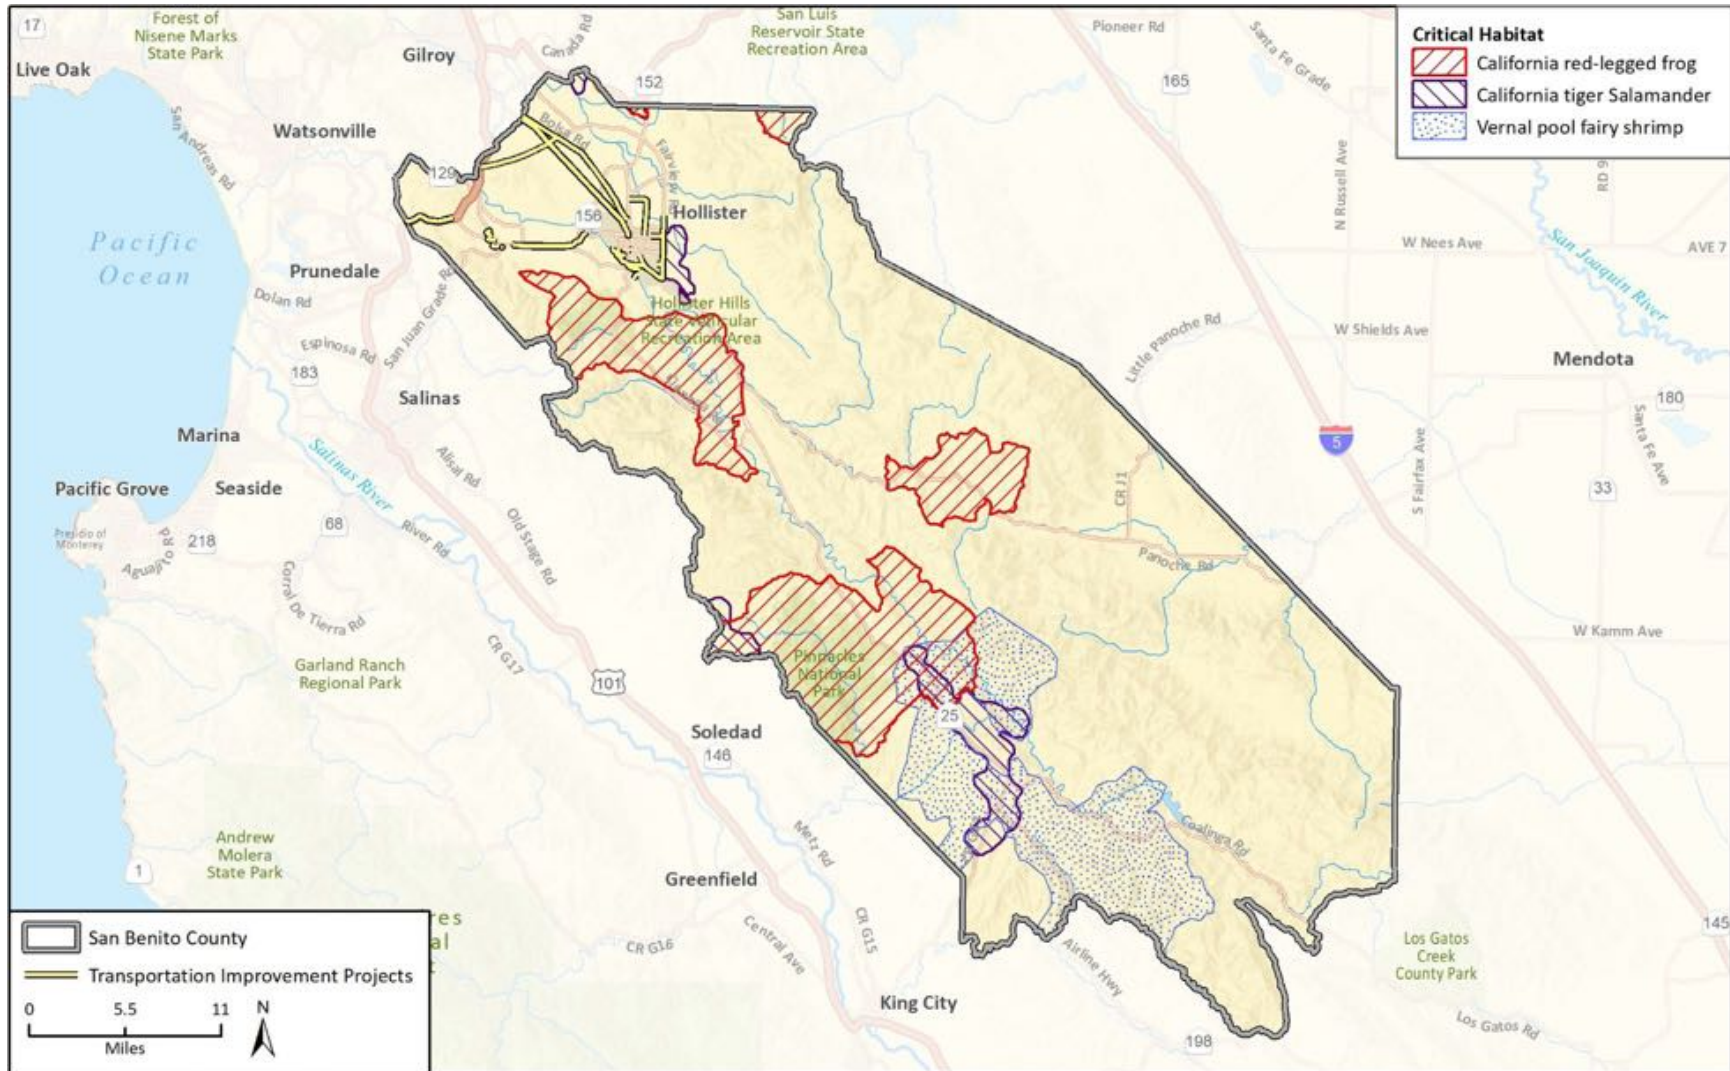 17
Forest of
Nisene Marks
State Park
Live Oak
Gilroy
Canada Rd
San Luis
Reservoir State
Recreation Area
Pioneer Rd
Santa Fe Grade
152
165
Critical Habitat
California red-legged frog
California tiger Salamander
Vernal pool fairy shrimp
San Andreas Rd
Watsonville
Bolsa Rd
Fairview Rd
129
N Russell Ave
RD 9
156
Hollister
Pacific
Ocean
W Nees Ave
AVE 7
San Joaquin River
Prunedale
Dolan Rd
San Juan Grade Rd
Hollister Hills
State Vehicular
Recreation Area
Espinosa Rd
Little Panoche Rd
W Shields Ave
Mendota
183
Salinas
180
Santa Fe Ave
Marina
5
Salinas River
Alisal Rd
S Fairfax Ave
Pacific Grove
Seaside
CR J1
33
Presidio of
Monterey
Aguajito Rd
218
68
River Rd
Old Stage Rd
Panoche Rd
Corral De Tierra Rd
CR G17
W Kamm Ave
Garland Ranch
Regional Park
Pinnacles
National
Park
101
Soledad
25
146
Andrew
Molera
State Park
1
Metz Rd
Coalinga Rd
Greenfield
res
al
145
San Benito County
CR G16
Central Ave
CR G15
Airline Hwy
Los Gatos
Creek
County Park
Transportation Improvement Projects
0 5.5 11
Miles
N
King City
Los Gatos Rd
198